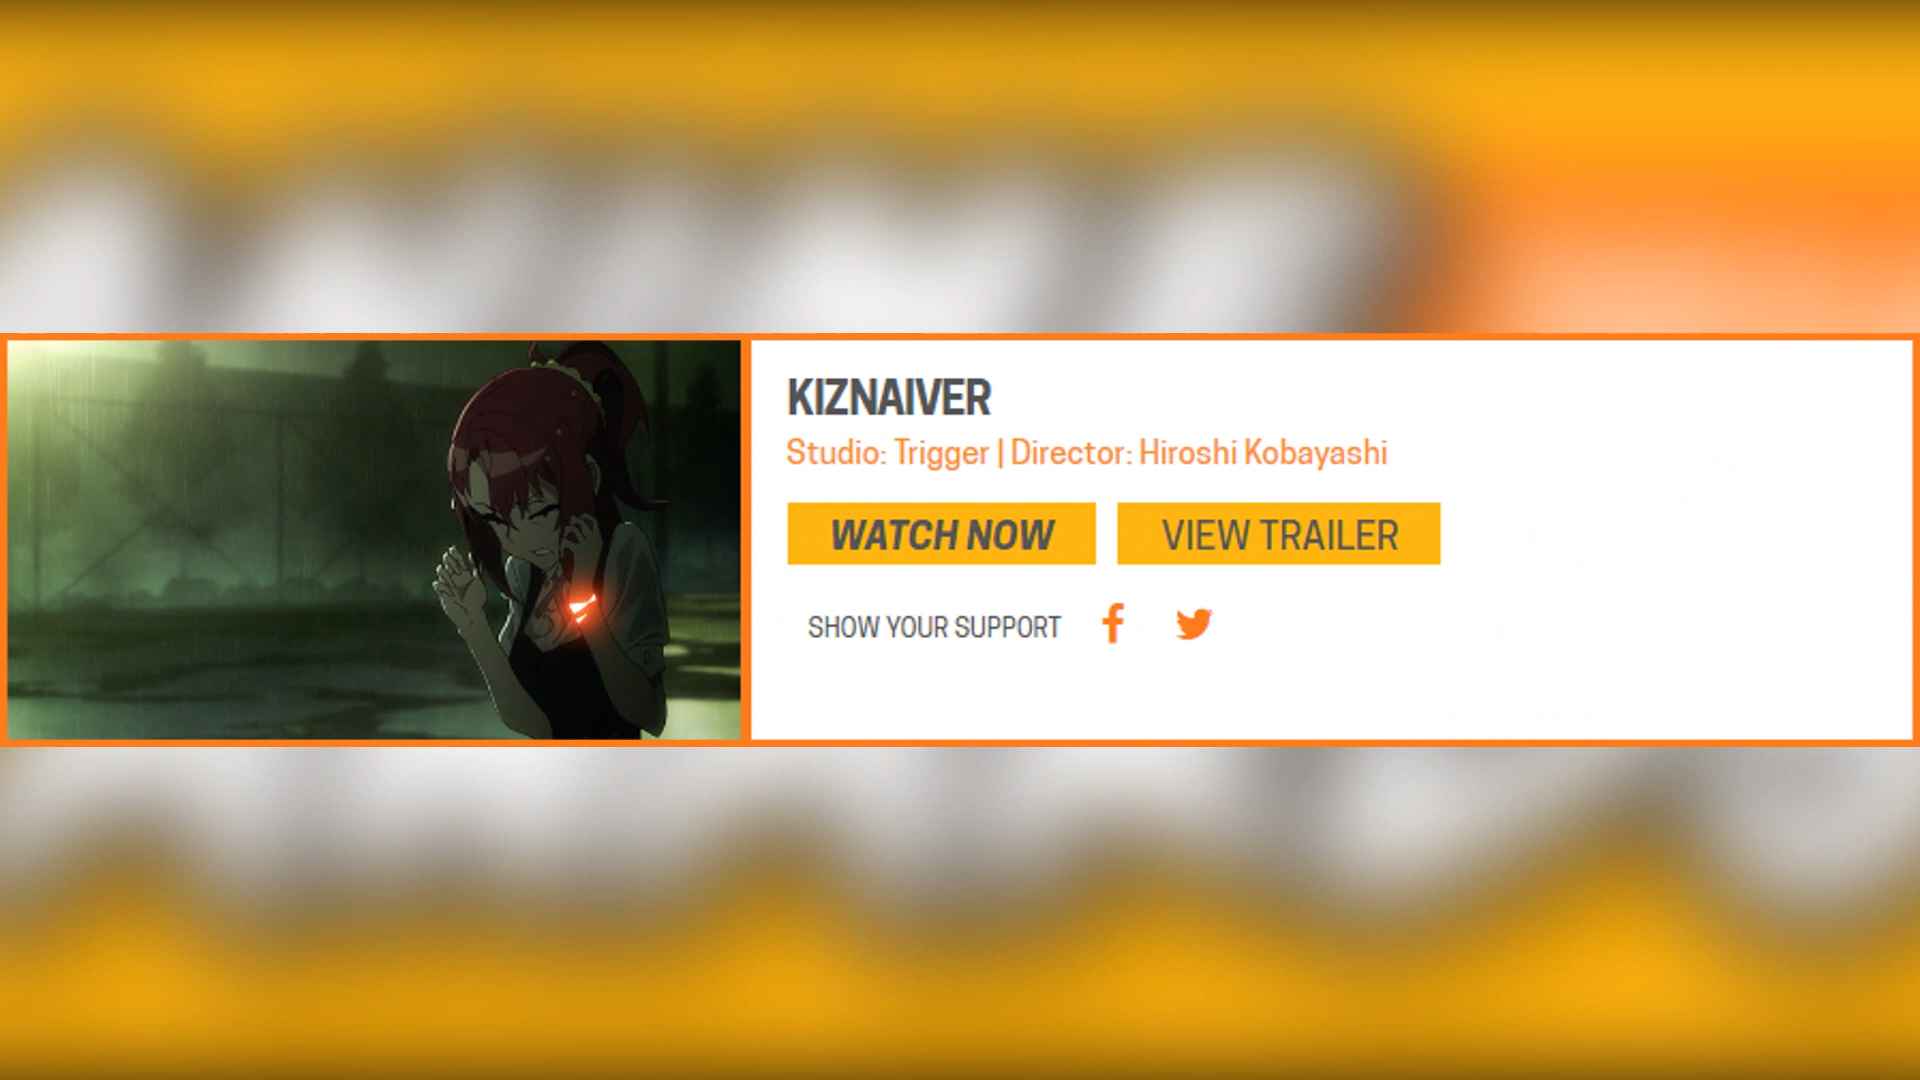 KIZNAIVER
Studio: Trigger | Director: Hiroshi Kobayashi
WATCH NOW
VIEW TRAILER
SHOW YOUR SUPPORT